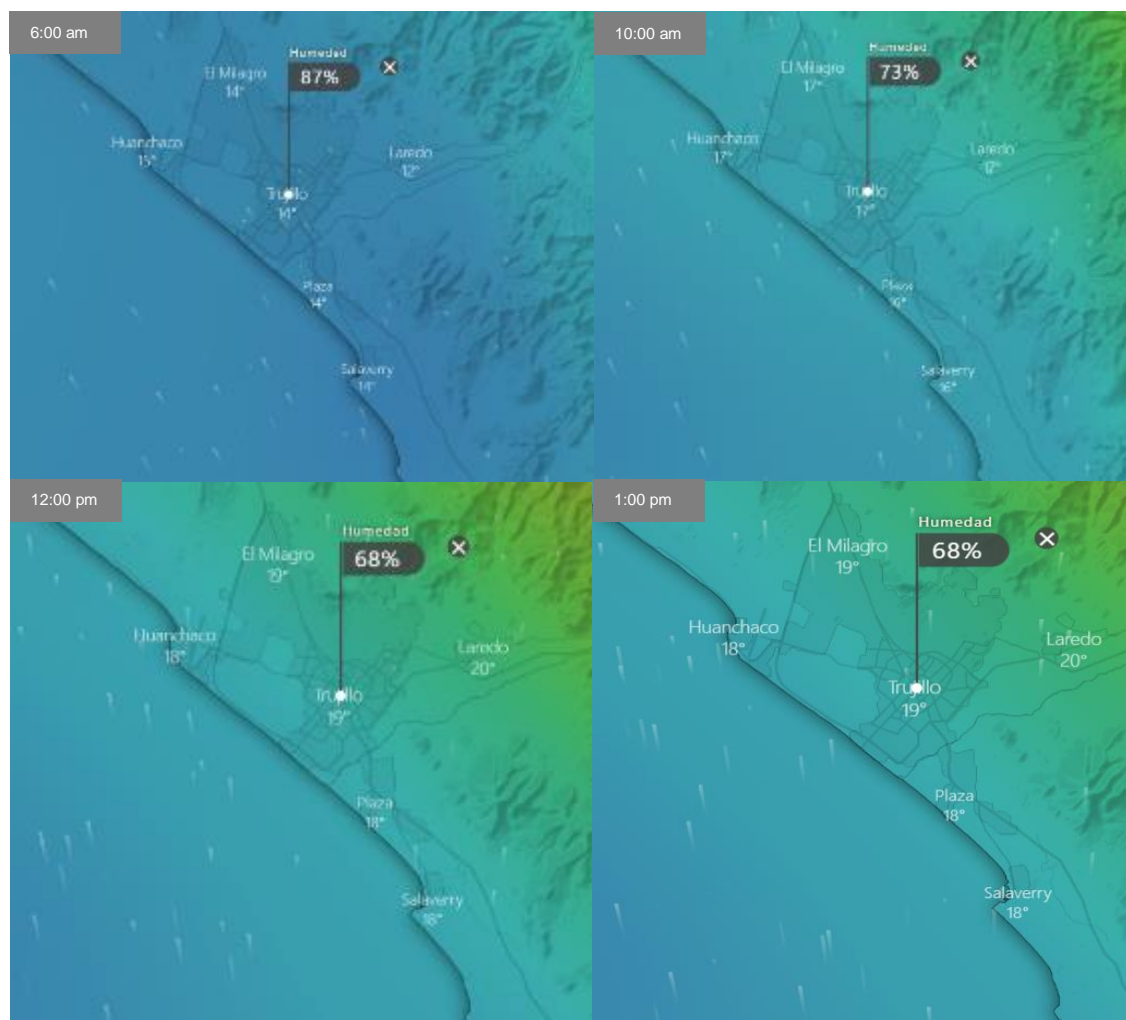 6:00 am
Humedad
87%
El Milagro
14°
Huanchaco
15°
Laredo
12°
Trujillo
14°
Plaza
14°
Salaverry
14°
10:00 am
Humedad
73%
El Milagro
17°
Huanchaco
17°
Laredo
17°
Trujillo
17°
Plaza
16°
Salaverry
16°
12:00 pm
Humedad
68%
El Milagro
19°
Huanchaco
18°
Laredo
20°
Trujillo
19°
Plaza
18°
Salaverry
18°
1:00 pm
Humedad
68%
El Milagro
19°
Huanchaco
18°
Laredo
20°
Trujillo
19°
Plaza
18°
Salaverry
18°